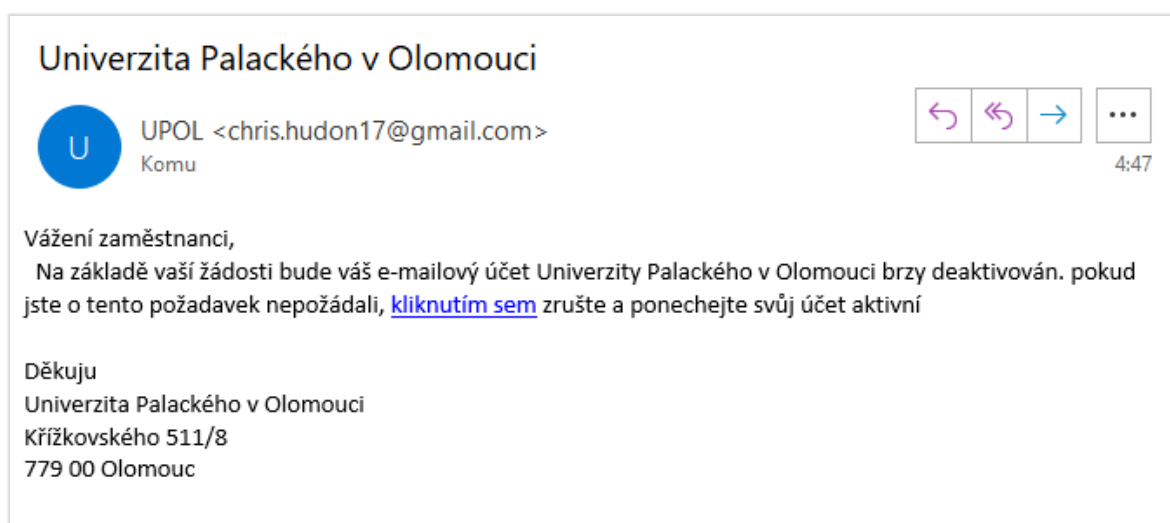 Univerzita Palackého v Olomouci
U
UPOL <chris.hudon17@gmail.com>
Komu
4:47
Vážení zaměstnanci,
Na základě vaší žádosti bude váš e-mailový účet Univerzity Palackého v Olomouci brzy deaktivován. pokud
jste o tento požadavek nepožádali, kliknutím sem zrušte a ponechejte svůj účet aktivní
Děkuju
Univerzita Palackého v Olomouci
Křížkovského 511/8
779 00 Olomouc